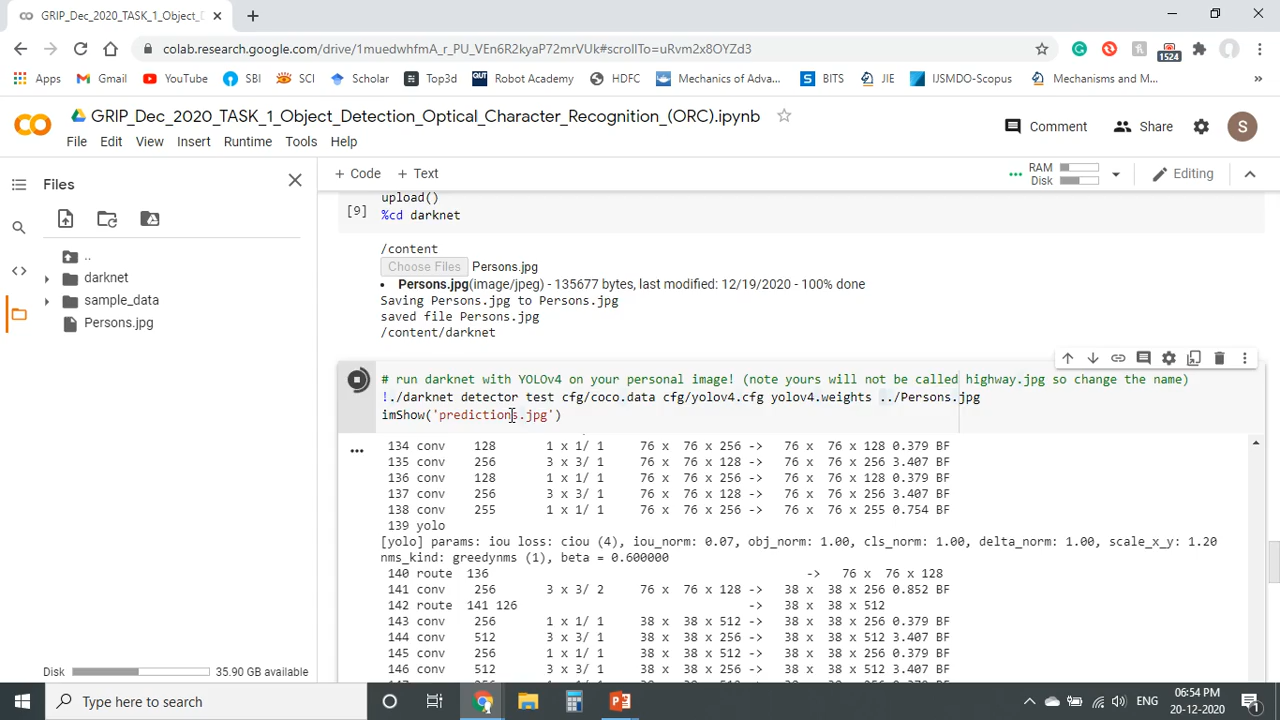 GRIP_Dec_2020_TASK_1_Object_D
colab.research.google.com/drive/1muedwhfmA_r_PU_VEn6R2kyaP72mrVUk#scrollTo=uRvm2x8OYZd3
1524
Apps Gmail YouTube SBI SCI Scholar Top3d Robot Academy HDFC Mechanics of Adva... BITS JIE IJSMDO-Scopus Mechanisms and M...
GRIP_Dec_2020_TASK_1_Object_Detection_Optical_Character_Recognition_(ORC).ipynb
Comment Share S
File Edit View Insert Runtime Tools Help
Files
+ Code + Text
RAM
Disk
Editing
..
darknet
sample_data
Persons.jpg
Disk 35.90 GB available
upload()
[9] %cd darknet
/content
Choose Files Persons.jpg
• Persons.jpg(image/jpeg) - 135677 bytes, last modified: 12/19/2020 - 100% done
Saving Persons.jpg to Persons.jpg
saved file Persons.jpg
/content/darknet
# run darknet with YOLOv4 on your personal image! (note yours will not be called highway.jpg so change the name)
!./darknet detector test cfg/coco.data cfg/yolov4.cfg yolov4.weights ../Persons.jpg
imShow('predictions.jpg')
134 conv 128 1 x 1/ 1 76 x 76 x 256 -> 76 x 76 x 128 0.379 BF
135 conv 256 3 x 3/ 1 76 x 76 x 128 -> 76 x 76 x 256 3.407 BF
136 conv 128 1 x 1/ 1 76 x 76 x 256 -> 76 x 76 x 128 0.379 BF
137 conv 256 3 x 3/ 1 76 x 76 x 128 -> 76 x 76 x 256 3.407 BF
138 conv 255 1 x 1/ 1 76 x 76 x 256 -> 76 x 76 x 255 0.754 BF
139 yolo
[yolo] params: iou loss: ciou (4), iou_norm: 0.07, obj_norm: 1.00, cls_norm: 1.00, delta_norm: 1.00, scale_x_y: 1.20
nms_kind: greedynms (1), beta = 0.600000
140 route 136 -> 76 x 76 x 128
141 conv 256 3 x 3/ 2 76 x 76 x 128 -> 38 x 38 x 256 0.852 BF
142 route 141 126 -> 38 x 38 x 512
143 conv 256 1 x 1/ 1 38 x 38 x 512 -> 38 x 38 x 256 0.379 BF
144 conv 512 3 x 3/ 1 38 x 38 x 256 -> 38 x 38 x 512 3.407 BF
145 conv 256 1 x 1/ 1 38 x 38 x 512 -> 38 x 38 x 256 0.379 BF
146 conv 512 3 x 3/ 1 38 x 38 x 256 -> 38 x 38 x 512 3.407 BF
Type here to search
ENG
06:54 PM
20-12-2020